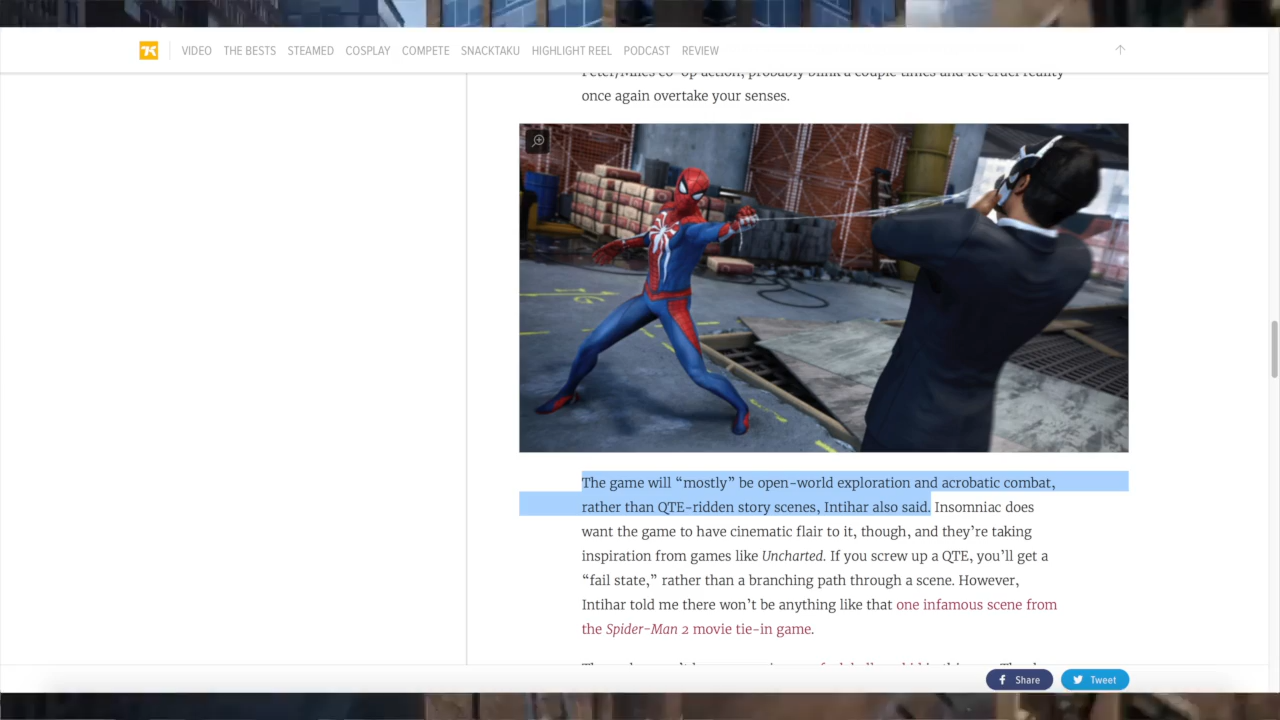 VIDEO THE BESTS STEAMED COSPLAY COMPETE SNACKTAKU HIGHLIGHT REEL PODCAST REVIEW
Peter/Miles co-op action, probably blink a couple times and let cruel reality
once again overtake your senses.
The game will “mostly” be open-world exploration and acrobatic combat,
rather than QTE-ridden story scenes, Intihar also said. Insomniac does
want the game to have cinematic flair to it, though, and they’re taking
inspiration from games like Uncharted. If you screw up a QTE, you’ll get a
“fail state,” rather than a branching path through a scene. However,
Intihar told me there won’t be anything like that one infamous scene from
the Spider-Man 2 movie tie-in game.
Share Tweet